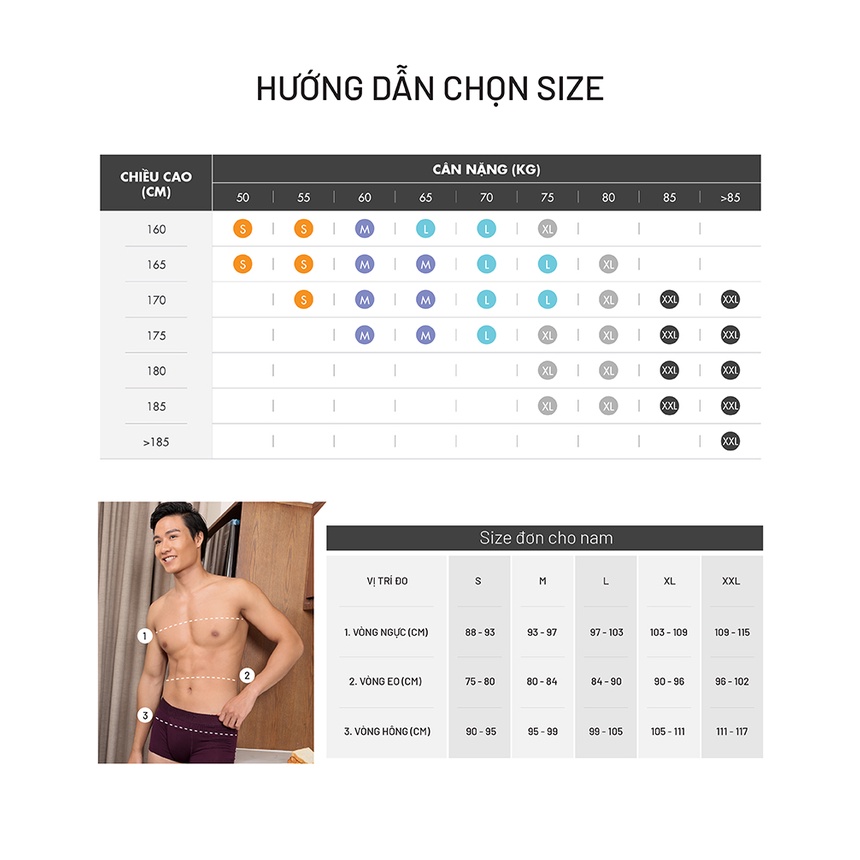 HƯỚNG DẪN CHỌN SIZE
CHIỀU CAO (CM) CÂN NẶNG (KG)
50 55 60 65 70 75 80 85 >85
160 S S M L L XL
165 S S M M L L XL
170 S M M L L XL XXL XXL
175 M M L XL XL XXL XXL
180 XL XL XXL XXL
185 XL XL XXL XXL
>185 XXL
1
2
3
Size đơn cho nam
VỊ TRÍ ĐO S M L XL XXL
1. VÒNG NGỰC (CM) 88 - 93 93 - 97 97 - 103 103 - 109 109 - 115
2. VÒNG EO (CM) 75 - 80 80 - 84 84 - 90 90 - 96 96 - 102
3. VÒNG HÔNG (CM) 90 - 95 95 - 99 99 - 105 105 - 111 111 - 117